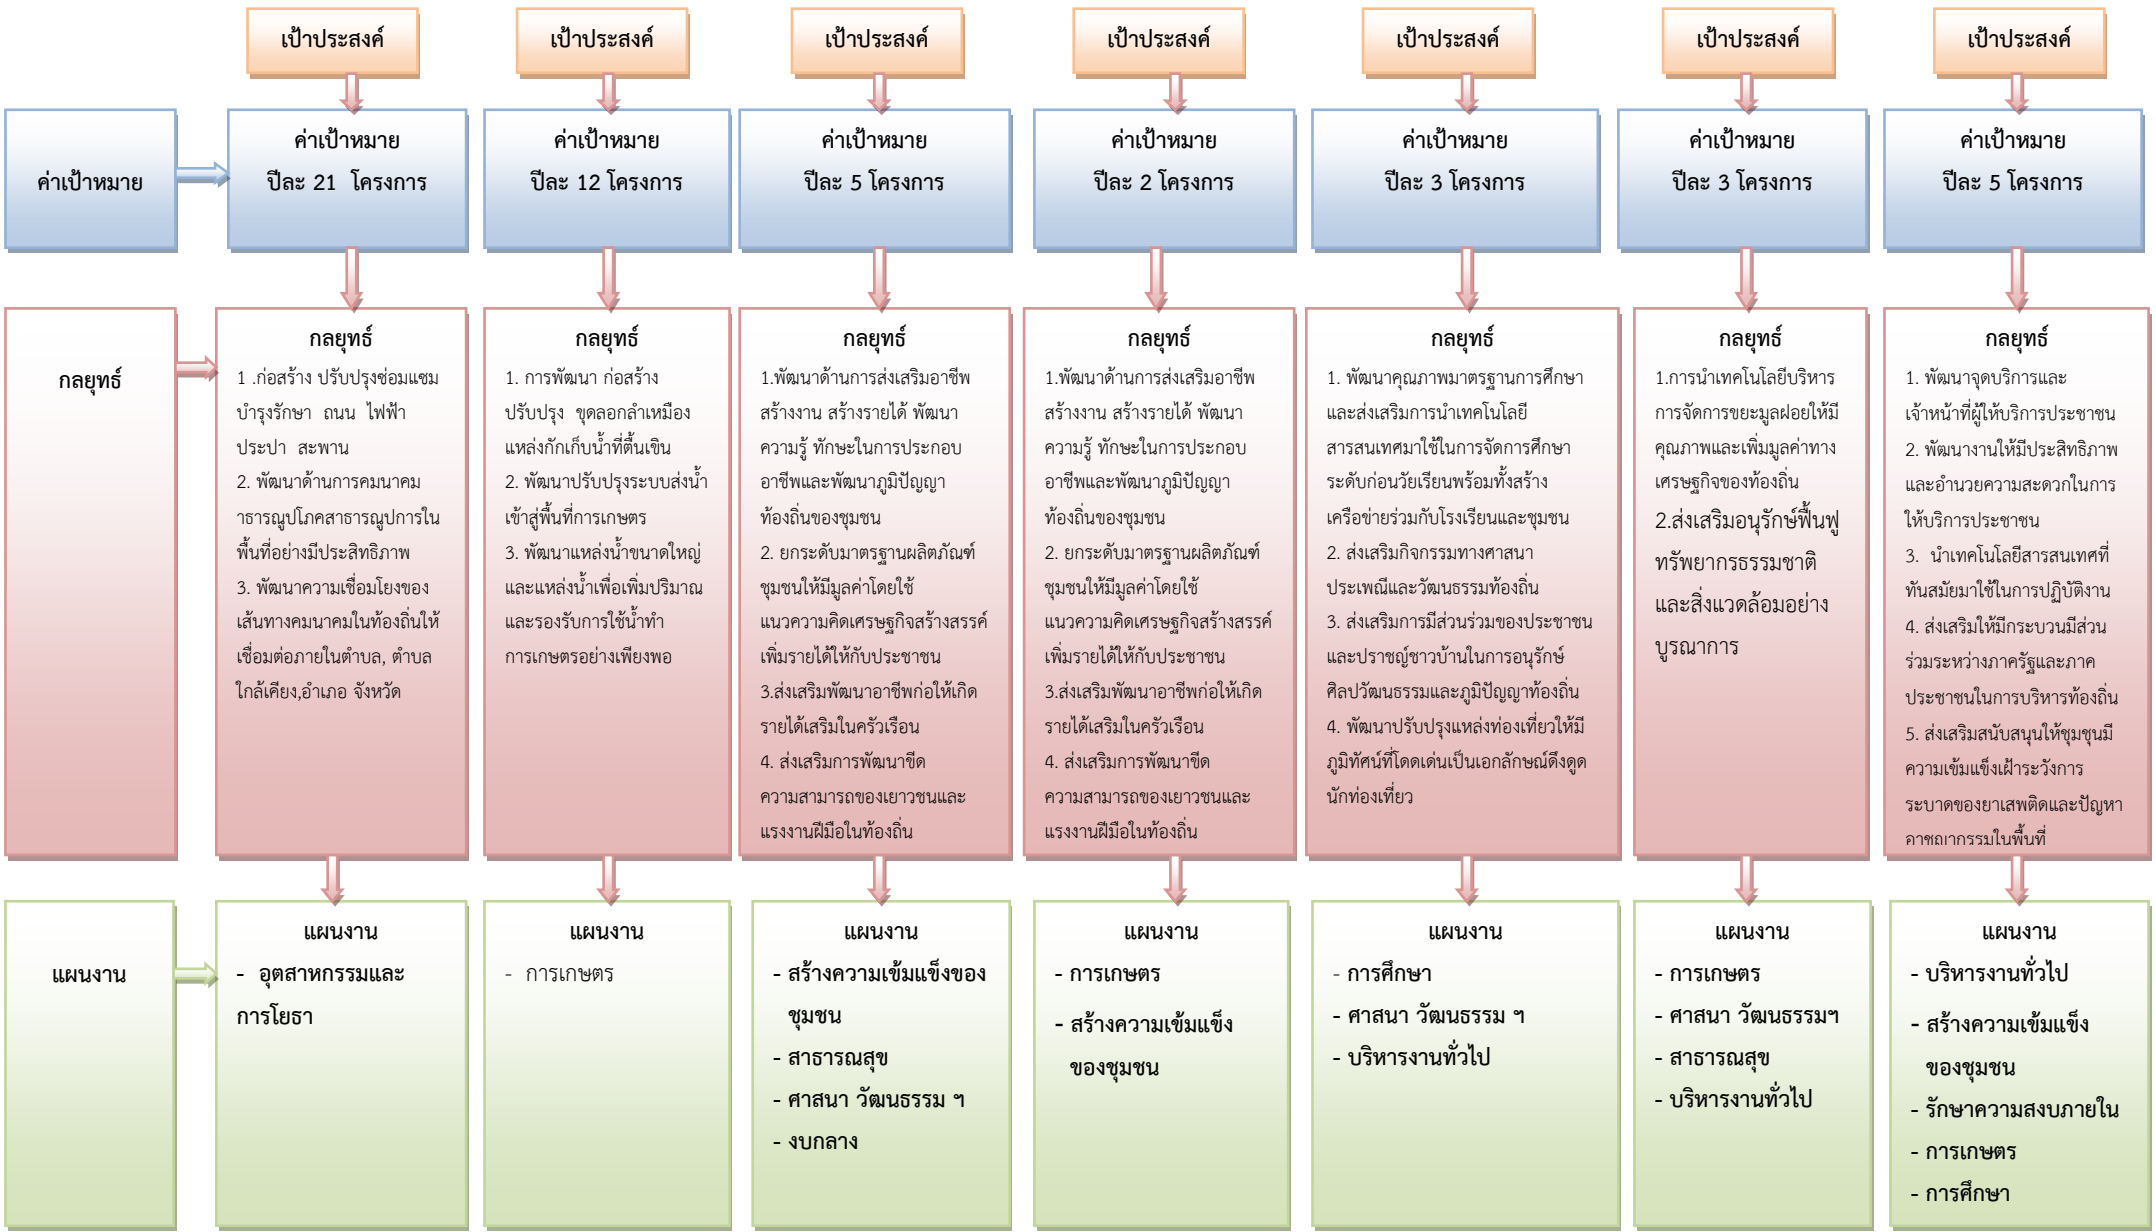 เป้าประสงค์
เป้าประสงค์
เป้าประสงค์
เป้าประสงค์
เป้าประสงค์
เป้าประสงค์
เป้าประสงค์
ค่าเป้าหมาย
ค่าเป้าหมาย
ปีละ 21 โครงการ
ค่าเป้าหมาย
ปีละ 12 โครงการ
ค่าเป้าหมาย
ปีละ 5 โครงการ
ค่าเป้าหมาย
ปีละ 2 โครงการ
ค่าเป้าหมาย
ปีละ 3 โครงการ
ค่าเป้าหมาย
ปีละ 3 โครงการ
ค่าเป้าหมาย
ปีละ 5 โครงการ
กลยุทธ์
กลยุทธ์
1 .ก่อสร้าง ปรับปรุงซ่อมแซม
บำรุงรักษา ถนน ไฟฟ้า
ประปา สะพาน
2. พัฒนาด้านการคมนาคม
าธารณูปโภคสาธารณูปการใน
พื้นที่อย่างมีประสิทธิภาพ
3. พัฒนาความเชื่อมโยงของ
เส้นทางคมนาคมในท้องถิ่นให้
เชื่อมต่อภายในตำบล, ตำบล
ใกล้เคียง,อำเภอ จังหวัด
กลยุทธ์
1. การพัฒนา ก่อสร้าง
ปรับปรุง ขุดลอกลำเหมือง
แหล่งกักเก็บน้ำที่ตื้นเขิน
2. พัฒนาปรับปรุงระบบส่งน้ำ
เข้าสู่พื้นที่การเกษตร
3. พัฒนาแหล่งน้ำขนาดใหญ่
และแหล่งน้ำเพื่อเพิ่มปริมาณ
และรองรับการใช้น้ำทำ
การเกษตรอย่างเพียงพอ
กลยุทธ์
1.พัฒนาด้านการส่งเสริมอาชีพ
สร้างงาน สร้างรายได้ พัฒนา
ความรู้ ทักษะในการประกอบ
อาชีพและพัฒนาภูมิปัญญา
ท้องถิ่นของชุมชน
2. ยกระดับมาตรฐานผลิตภัณฑ์
ชุมชนให้มีมูลค่าโดยใช้
แนวความคิดเศรษฐกิจสร้างสรรค์
เพิ่มรายได้ให้กับประชาชน
3.ส่งเสริมพัฒนาอาชีพก่อให้เกิด
รายได้เสริมในครัวเรือน
4. ส่งเสริมการพัฒนาขีด
ความสามารถของเยาวชนและ
แรงงานฝีมือในท้องถิ่น
กลยุทธ์
1.พัฒนาด้านการส่งเสริมอาชีพ
สร้างงาน สร้างรายได้ พัฒนา
ความรู้ ทักษะในการประกอบ
อาชีพและพัฒนาภูมิปัญญา
ท้องถิ่นของชุมชน
2. ยกระดับมาตรฐานผลิตภัณฑ์
ชุมชนให้มีมูลค่าโดยใช้
แนวความคิดเศรษฐกิจสร้างสรรค์
เพิ่มรายได้ให้กับประชาชน
3.ส่งเสริมพัฒนาอาชีพก่อให้เกิด
รายได้เสริมในครัวเรือน
4. ส่งเสริมการพัฒนาขีด
ความสามารถของเยาวชนและ
แรงงานฝีมือในท้องถิ่น
กลยุทธ์
1. พัฒนาคุณภาพมาตรฐานการศึกษา
และส่งเสริมการนำเทคโนโลยี
สารสนเทศมาใช้ในการจัดการศึกษา
ระดับก่อนวัยเรียนพร้อมทั้งสร้าง
เครือข่ายร่วมกับโรงเรียนและชุมชน
2. ส่งเสริมกิจกรรมทางศาสนา
ประเพณีและวัฒนธรรมท้องถิ่น
3. ส่งเสริมการมีส่วนร่วมของประชาชน
และปราชญ์ชาวบ้านในการอนุรักษ์
ศิลปวัฒนธรรมและภูมิปัญญาท้องถิ่น
4. พัฒนาปรับปรุงแหล่งท่องเที่ยวให้มี
ภูมิทัศน์ที่โดดเด่นเป็นเอกลักษณ์ดึงดูด
นักท่องเที่ยว
กลยุทธ์
1.การนำเทคโนโลยีบริหาร
การจัดการขยะมูลฝอยให้มี
คุณภาพและเพิ่มมูลค่าทาง
เศรษฐกิจของท้องถิ่น
2.ส่งเสริมอนุรักษ์ฟื้นฟู
ทรัพยากรธรรมชาติ
และสิ่งแวดล้อมอย่าง
บูรณาการ
กลยุทธ์
1. พัฒนาจุดบริการและ
เจ้าหน้าที่ผู้ให้บริการประชาชน
2. พัฒนางานให้มีประสิทธิภาพ
และอำนวยความสะดวกในการ
ให้บริการประชาชน
3. นำเทคโนโลยีสารสนเทศที่
ทันสมัยมาใช้ในการปฏิบัติงาน
4. ส่งเสริมให้มีกระบวนมีส่วน
ร่วมระหว่างภาครัฐและภาค
ประชาชนในการบริหารท้องถิ่น
5. ส่งเสริมสนับสนุนให้ชุมชุนมี
ความเข้มแข็งเฝ้าระวังการ
ระบาดของยาเสพติดและปัญหา
อาชญากรรมในพื้นที่
แผนงาน
แผนงาน
- อุตสาหกรรมและ
การโยธา
แผนงาน
- การเกษตร
แผนงาน
- สร้างความเข้มแข็งของ
ชุมชน
- สาธารณสุข
- ศาสนา วัฒนธรรม ฯ
- งบกลาง
แผนงาน
- การเกษตร
- สร้างความเข้มแข็ง
ของชุมชน
แผนงาน
- การศึกษา
- ศาสนา วัฒนธรรม ฯ
- บริหารงานทั่วไป
แผนงาน
- การเกษตร
- ศาสนา วัฒนธรรมฯ
- สาธารณสุข
- บริหารงานทั่วไป
แผนงาน
- บริหารงานทั่วไป
- สร้างความเข้มแข็ง
ของชุมชน
- รักษาความสงบภายใน
- การเกษตร
- การศึกษา